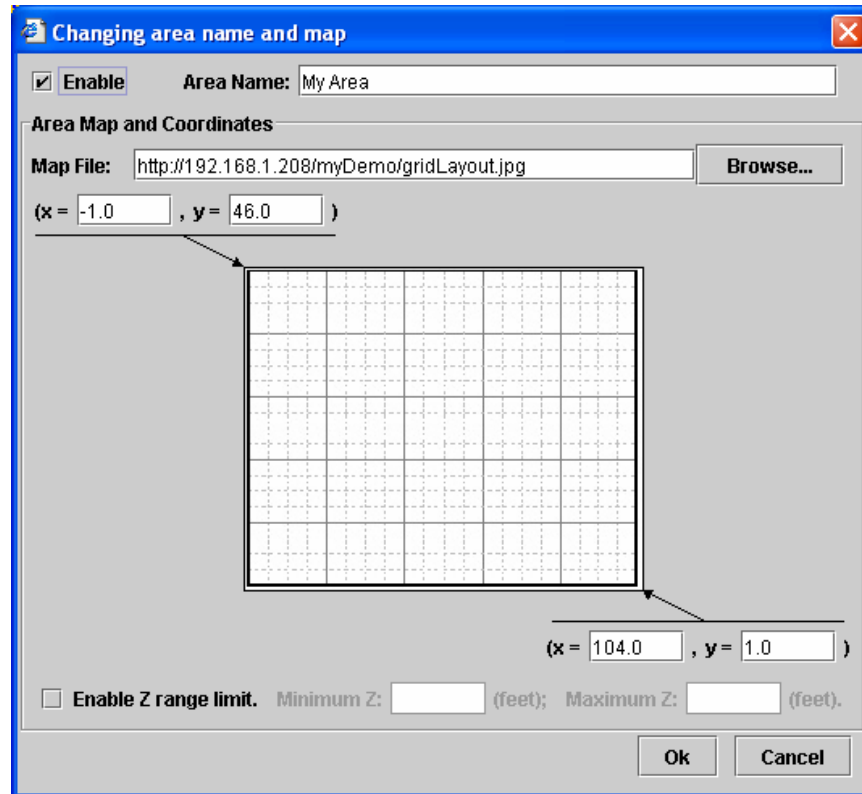 Changing area name and map
Enable Area Name: My Area
Area Map and Coordinates
Map File: http://192.168.1.208/myDemo/gridLayout.jpg Browse...
(x = -1.0 , y = 46.0 )
(x = 104.0 , y = 1.0 )
Enable Z range limit. Minimum Z: (feet); Maximum Z: (feet).
Ok Cancel